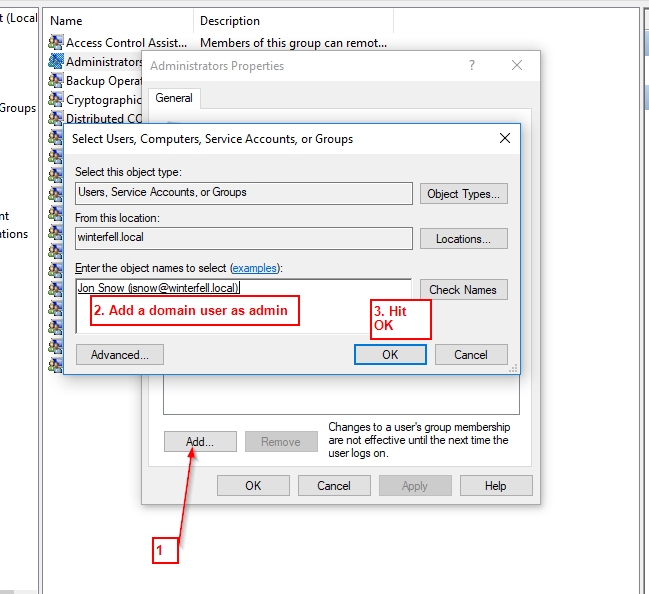 t (Local
Name
Description
Access Control Assist...
Members of this group can remot...
Administrators
Administrators Properties
?
Backup Operat
General
Cryptographic
Groups
Distributed CO
Select Users, Computers, Service Accounts, or Groups
Select this object type:
Users, Service Accounts, or Groups
Object Types...
From this location:
nt
winterfell.local
Locations...
ations
Enter the object names to select (examples):
Jon Snow (jsnow@winterfell.local)
Check Names
2. Add a domain user as admin
3. Hit
OK
Advanced...
OK
Cancel
Add...
Remove
Changes to a user's group membership
are not effective until the next time the
user logs on.
OK
Cancel
Apply
Help
1